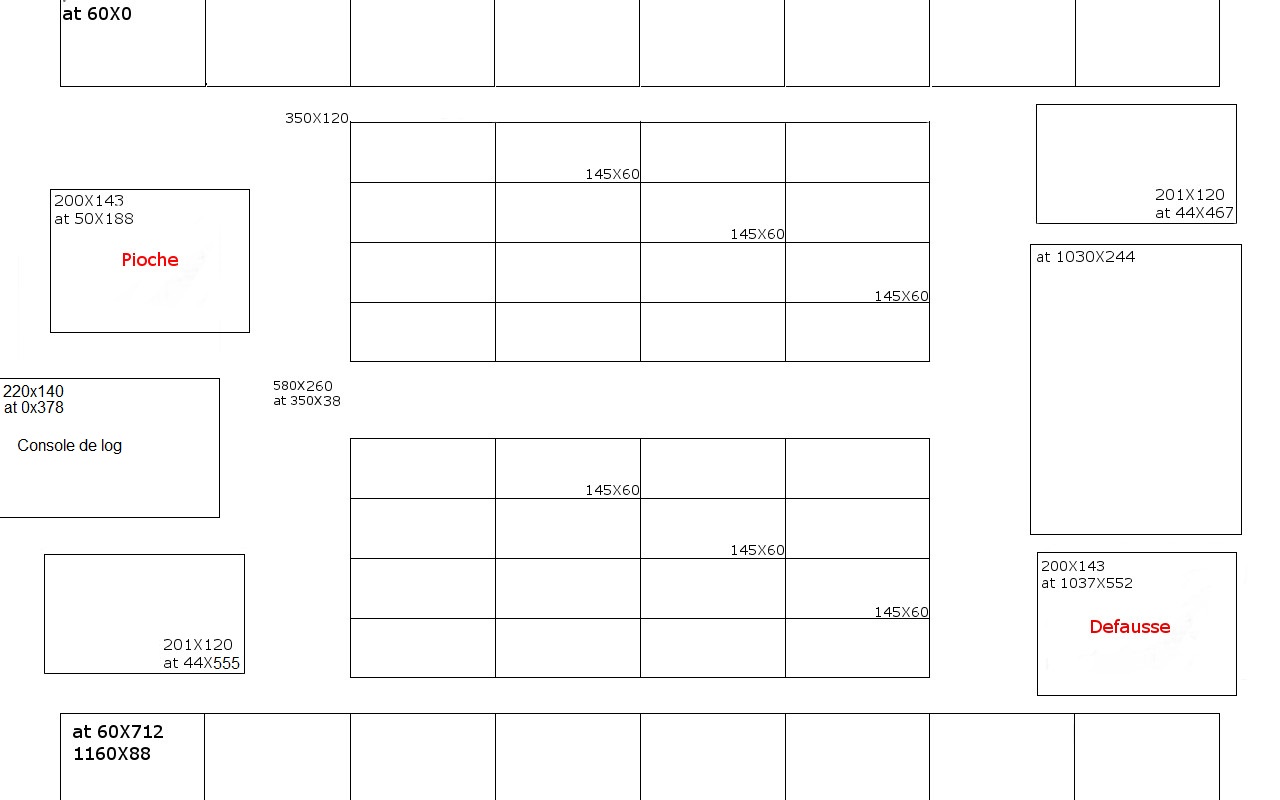 at 60X0
350X120
145X60
201X120
at 44X467
200X143
at 50X188
Pioche
145X60
at 1030X244
145X60
220x140
at 0x378
Console de log
580X260
at 350X38
145X60
145X60
200X143
at 1037X552
Defausse
145X60
201X120
at 44X555
at 60X712
1160X88